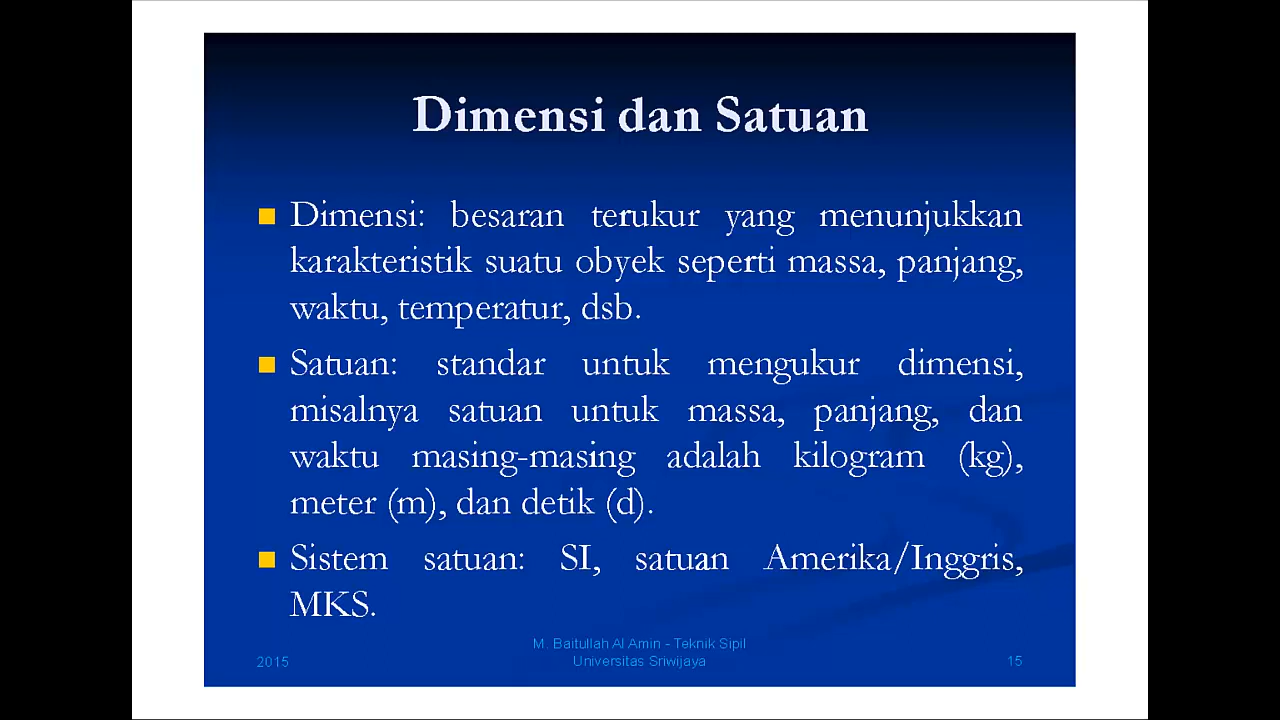 Dimensi dan Satuan
Dimensi: besaran terukur yang menunjukkan
karakteristik suatu obyek seperti massa, panjang,
waktu, temperatur, dsb.
Satuan: standar untuk mengukur dimensi,
misalnya satuan untuk massa, panjang, dan
waktu masing-masing adalah kilogram (kg),
meter (m), dan detik (d).
Sistem satuan: SI, satuan Amerika/Inggris,
MKS.
M. Baitullah Al Amin - Teknik Sipil
Universitas Sriwijaya
2015
15